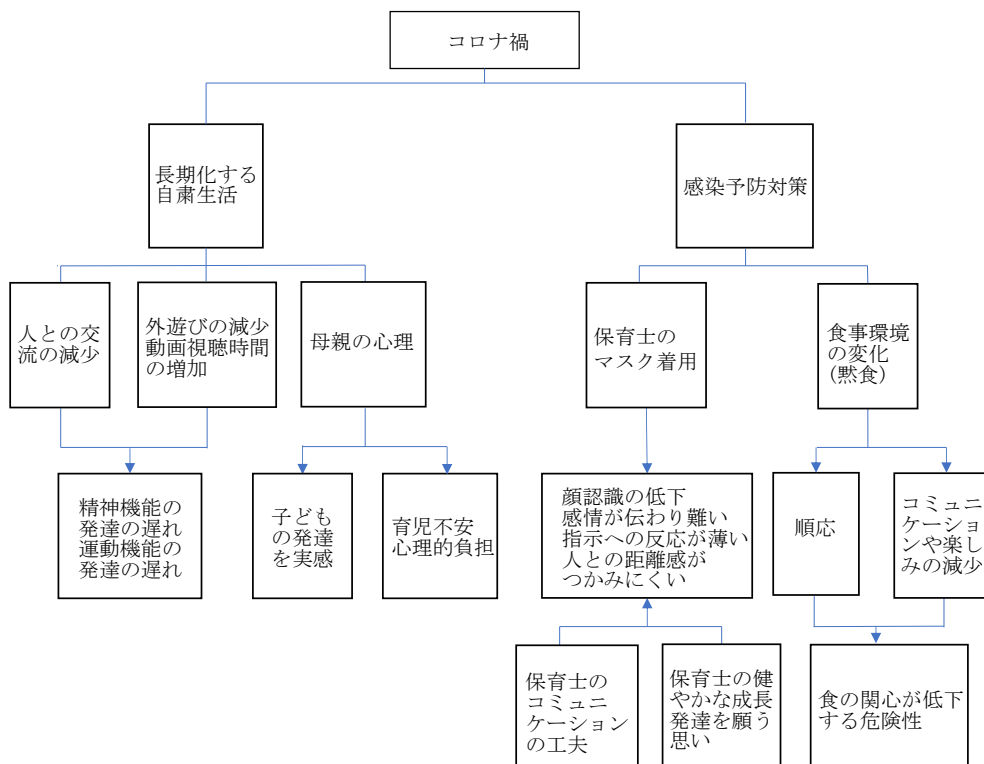 コロナ禍
長期化する
自粛生活
感染予防対策
人との交
流の減少
外遊びの減少
動画視聴時間
の増加
母親の心理
保育士の
マスク着用
食事環境
の変化
（黙食）
精神機能の
発達の遅れ
運動機能の
発達の遅れ
子ども
の発達
を実感
育児不安
心理的負担
顔認識の低下
感情が伝わり難い
指示への反応が薄い
人との距離感が
つかみにくい
順応
コミュニ
ケーショ
ンや楽し
みの減少
保育士の
コミュニ
ケーション
の工夫
保育士の健
やかな成長
発達を願う
思い
食の関心が低下
する危険性